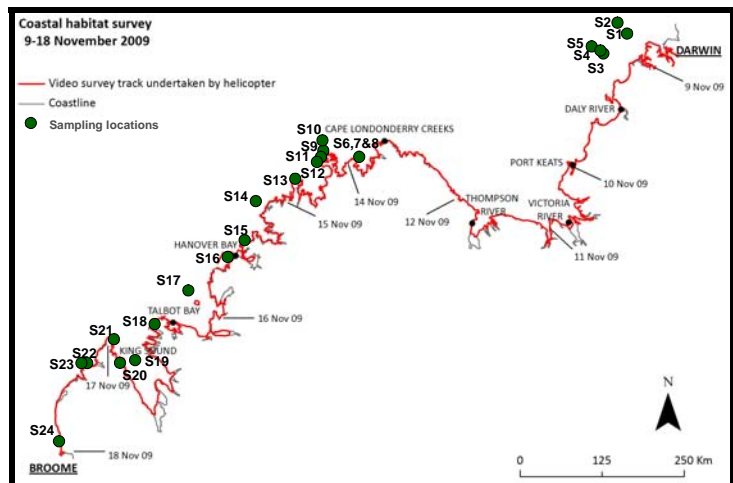 Coastal habitat survey
9-18 November 2009
Video survey track undertaken by helicopter
Coastline
Sampling locations
S2
S1
S5
S4
S3
DARWIN
9 Nov 09
DALY RIVER
S10
CAPE LONDONDERRY CREEKS
S9
S6,7&8
S11
S12
PORT KEATS
10 Nov 09
S13
14 Nov 09
S14
15 Nov 09
THOMPSON
RIVER
VICTORIA
RIVER
12 Nov 09
11 Nov 09
S15
HANOVER BAY
S16
S17
TALBOT BAY
16 Nov 09
S18
S21
KING SOUND
S22
S23
S19
S20
17 Nov 09
S24
18 Nov 09
BROOME
N
0 125 250 Km